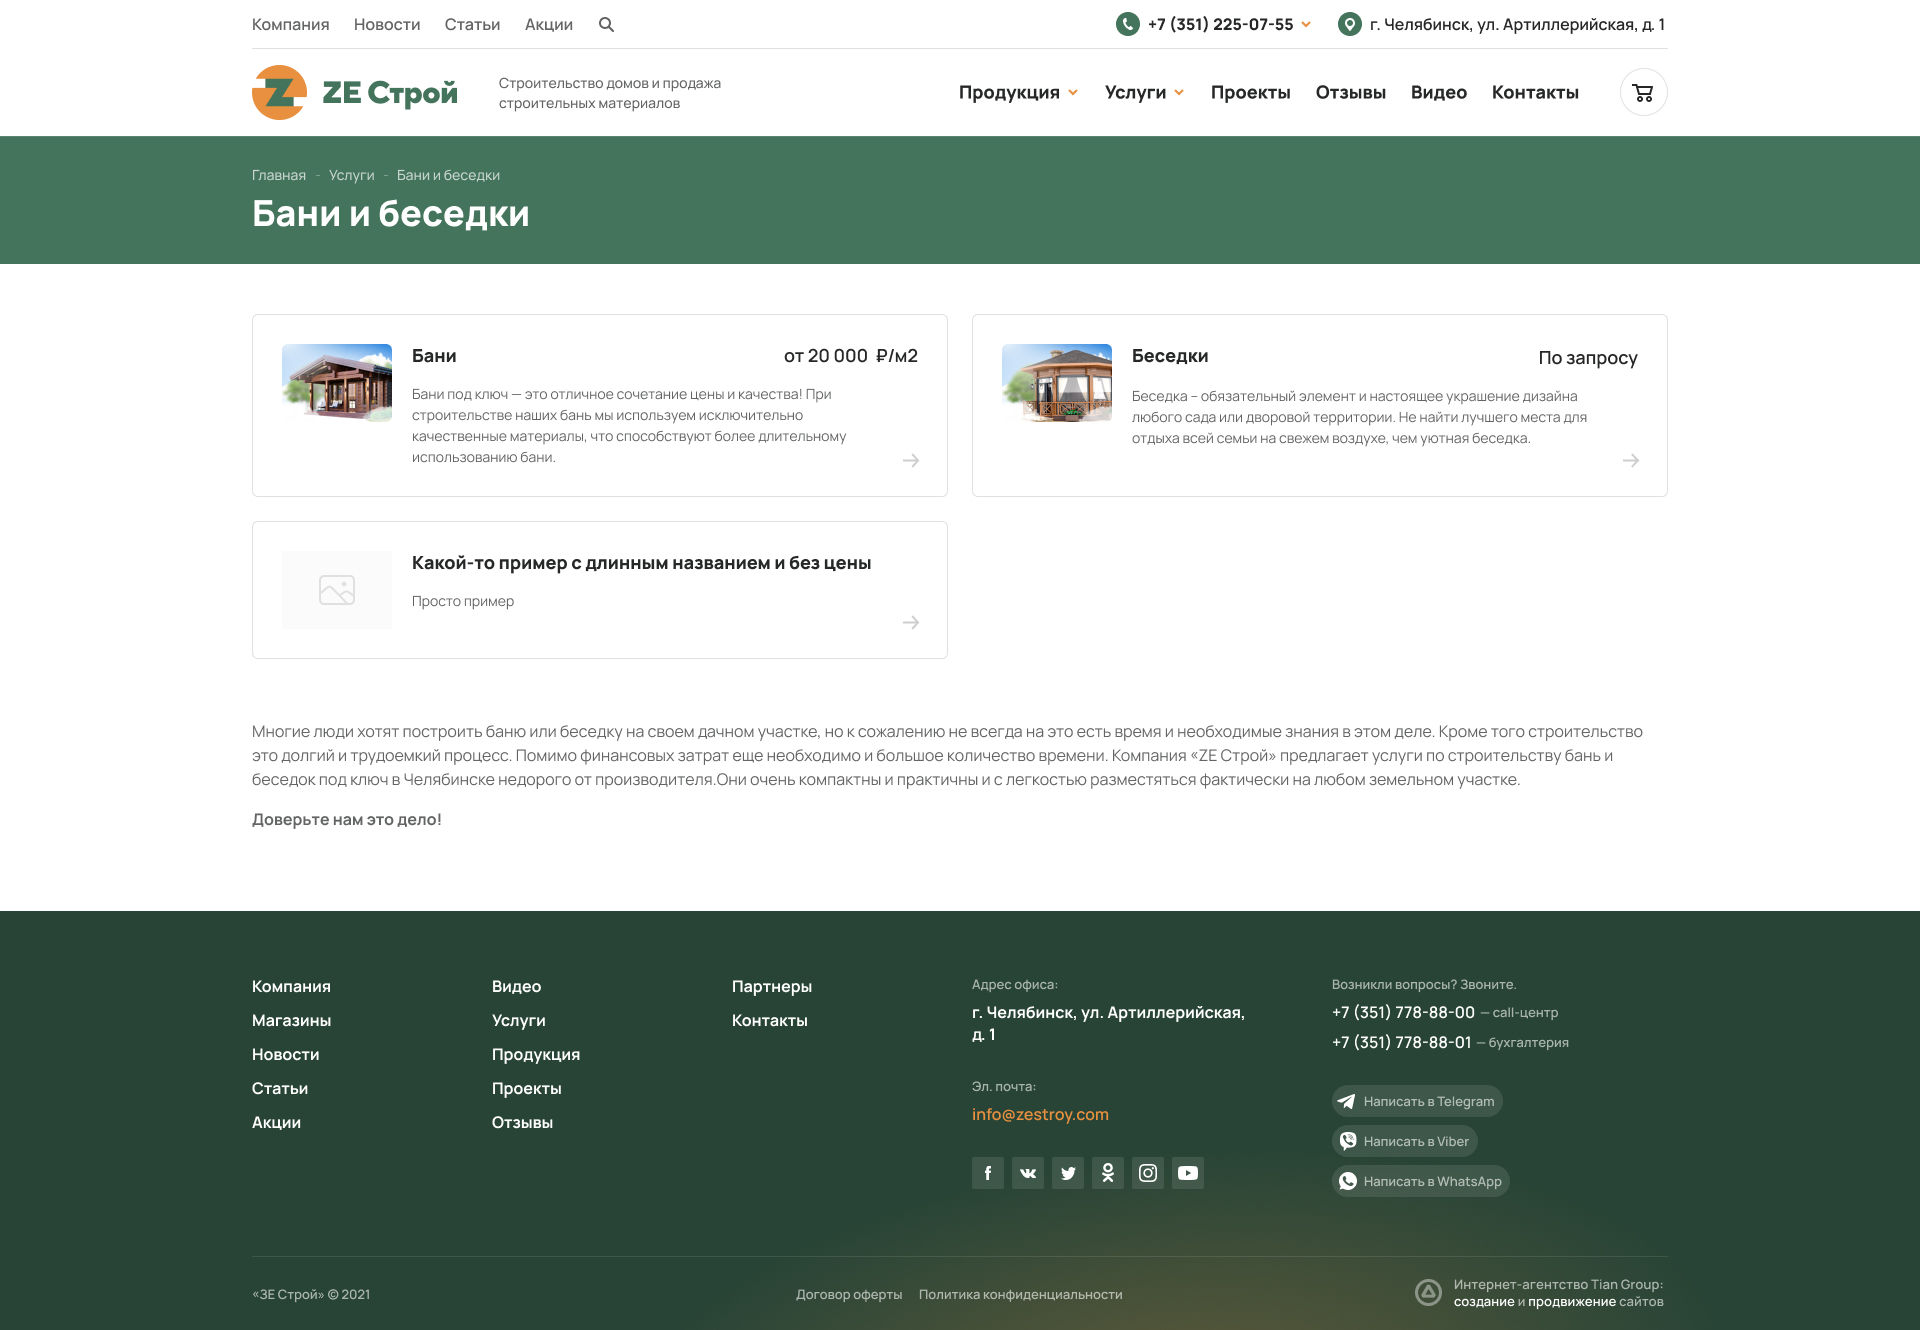 Компания Новости Статьи Акции
+7 (351) 225-07-55 г. Челябинск, ул. Артиллерийская, д. 1
ZE Строй
Строительство домов и продажа
строительных материалов
Продукция Услуги Проекты Отзывы Видео Контакты
Главная - Услуги - Бани и беседки
Бани и беседки
Бани от 20 000 ₽/м2
Бани под ключ — это отличное сочетание цены и качества! При
строительстве наших бань мы используем исключительно
качественные материалы, что способствуют более длительному
использованию бани.
Беседки По запросу
Беседка – обязательный элемент и настоящее украшение дизайна
любого сада или дворовой территории. Не найти лучшего места для
отдыха всей семьи на свежем воздухе, чем уютная беседка.
Какой-то пример с длинным названием и без цены
Просто пример
Многие люди хотят построить баню или беседку на своем дачном участке, но к сожалению не всегда на это есть время и необходимые знания в этом деле. Кроме того строительство
это долгий и трудоемкий процесс. Помимо финансовых затрат еще необходимо и большое количество времени. Компания «ZE Строй» предлагает услуги по строительству бань и
беседок под ключ в Челябинске недорого от производителя.Они очень компактны и практичны и с легкостью разместяться фактически на любом земельном участке.
Доверьте нам это дело!
Компания
Магазины
Новости
Статьи
Акции
Видео
Услуги
Продукция
Проекты
Отзывы
Партнеры
Контакты
Адрес офиса:
г. Челябинск, ул. Артиллерийская,
д. 1
Эл. почта:
info@zestroy.com
Возникли вопросы? Звоните.
+7 (351) 778-88-00 — call-центр
+7 (351) 778-88-01 — бухгалтерия
Написать в Telegram
Написать в Viber
Написать в WhatsApp
«ЗЕ Строй» © 2021
Договор оферты Политика конфиденциальности
Интернет-агентство Tian Group:
создание и продвижение сайтов